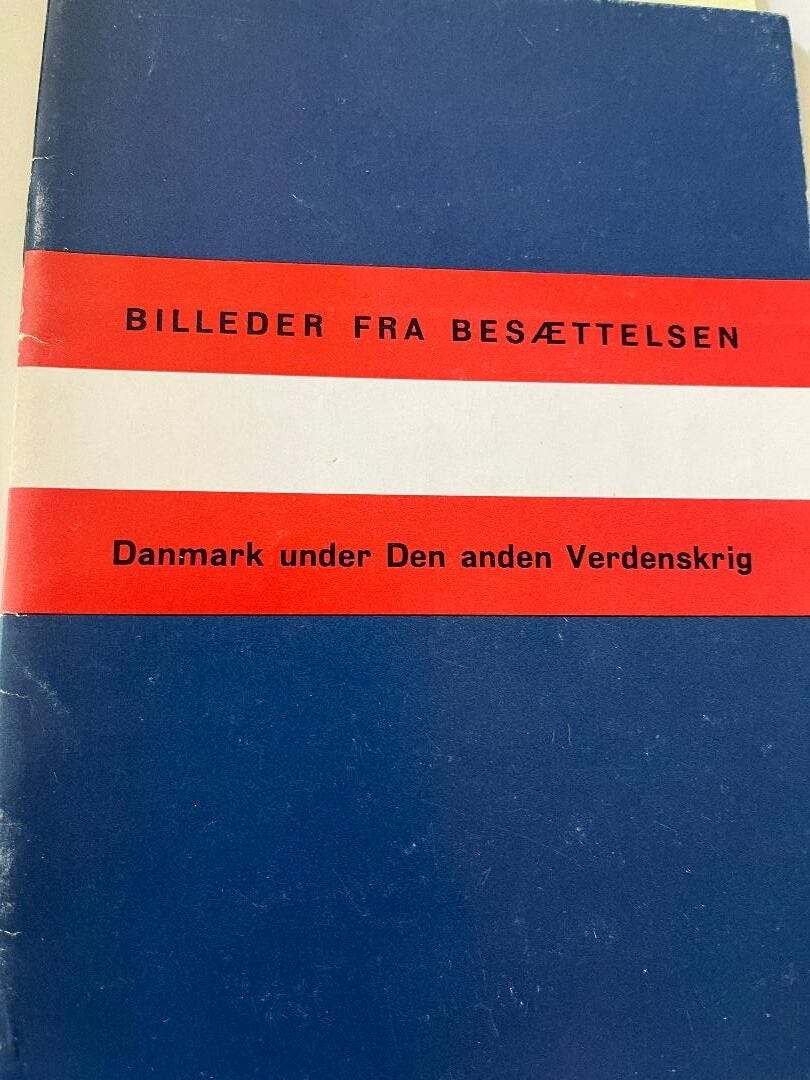 BILLEDER FRA BESÆTTELSEN
Danmark under Den anden Verdenskrig